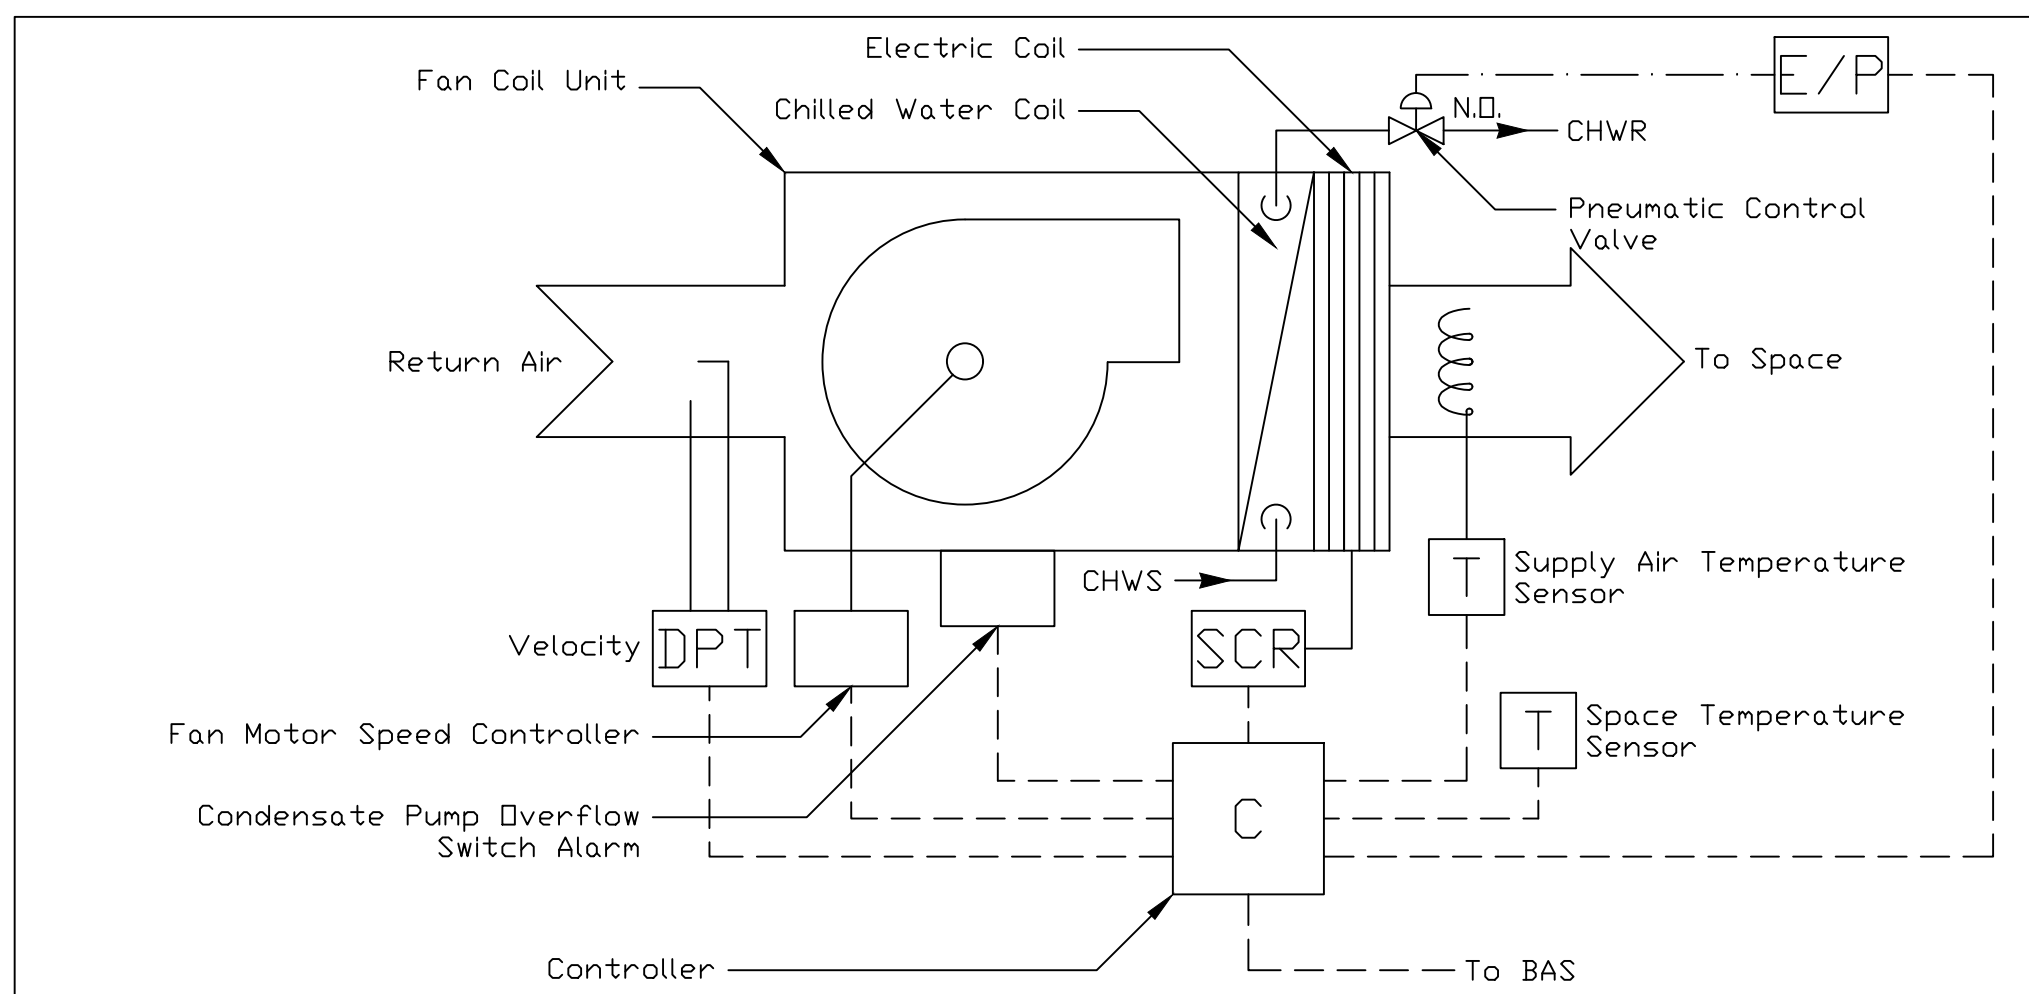 Electric Coil
Fan Coil Unit
E/P
Chilled Water Coil
N.O.
CHWR
Pneumatic Control
Valve
Return Air
To Space
CHWS
Supply Air Temperature
Sensor
Velocity
DPT
SCR
T
Fan Motor Speed Controller
T
Space Temperature
Sensor
Condensate Pump Overflow
Switch Alarm
C
Controller
To BAS